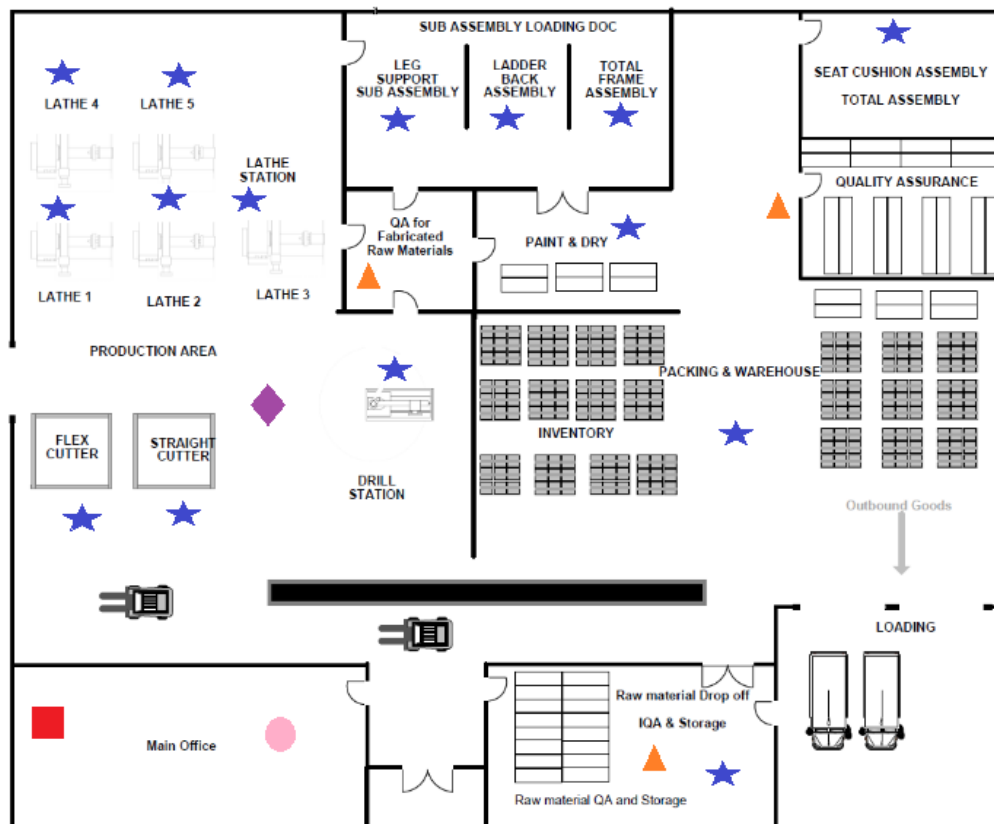 SUB ASSEMBLY LOADING DOC
LEG
SUPPORT
SUB ASSEMBLY
LADDER
BACK
ASSEMBLY
TOTAL
FRAME
ASSEMBLY
SEAT CUSHION ASSEMBLY
TOTAL ASSEMBLY
LATHE 4
LATHE 5
LATHE
STATION
QUALITY ASSURANCE
QA for
Fabricated
Raw Materials
PAINT & DRY
LATHE 1
LATHE 2
LATHE 3
PRODUCTION AREA
PACKING & WAREHOUSE
FLEX
CUTTER
STRAIGHT
CUTTER
INVENTORY
DRILL
STATION
Outbound Goods
LOADING
Raw material Drop off
IQA & Storage
Main Office
Raw material QA and Storage